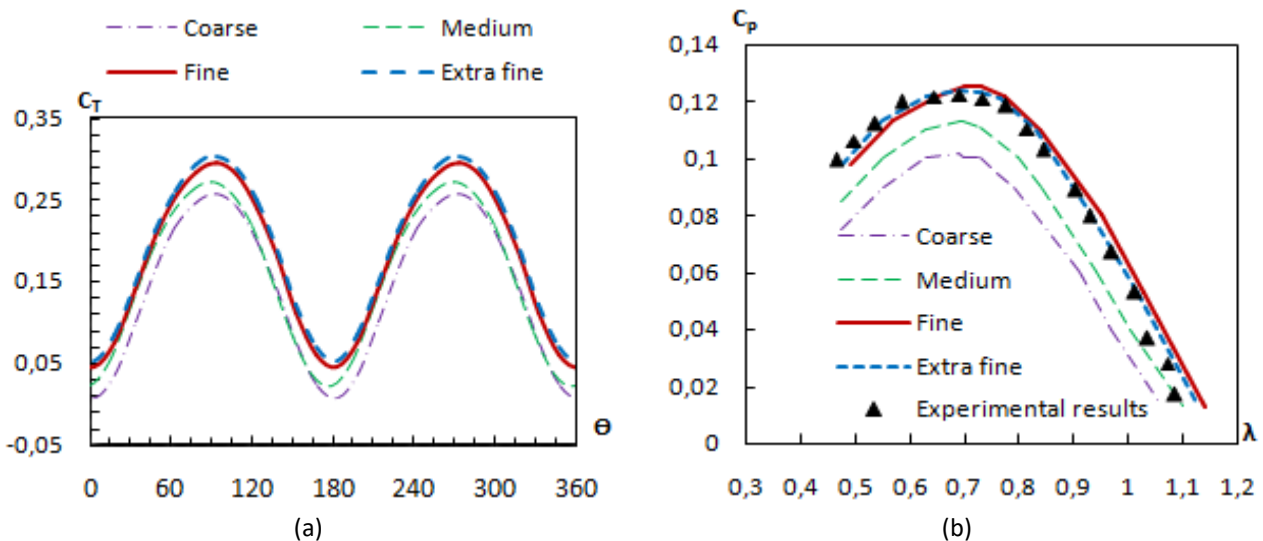 Coarse
Medium
Fine
Extra fine
C_T
0,35
0,25
0,15
0,05
-0,05
θ
0 60 120 180 240 300 360
(a)
C_p
0,14
0,12
0,1
0,08
0,06
0,04
0,02
0
Coarse
Medium
Fine
Extra fine
Experimental results
λ
0,3 0,4 0,5 0,6 0,7 0,8 0,9 1 1,1 1,2
(b)